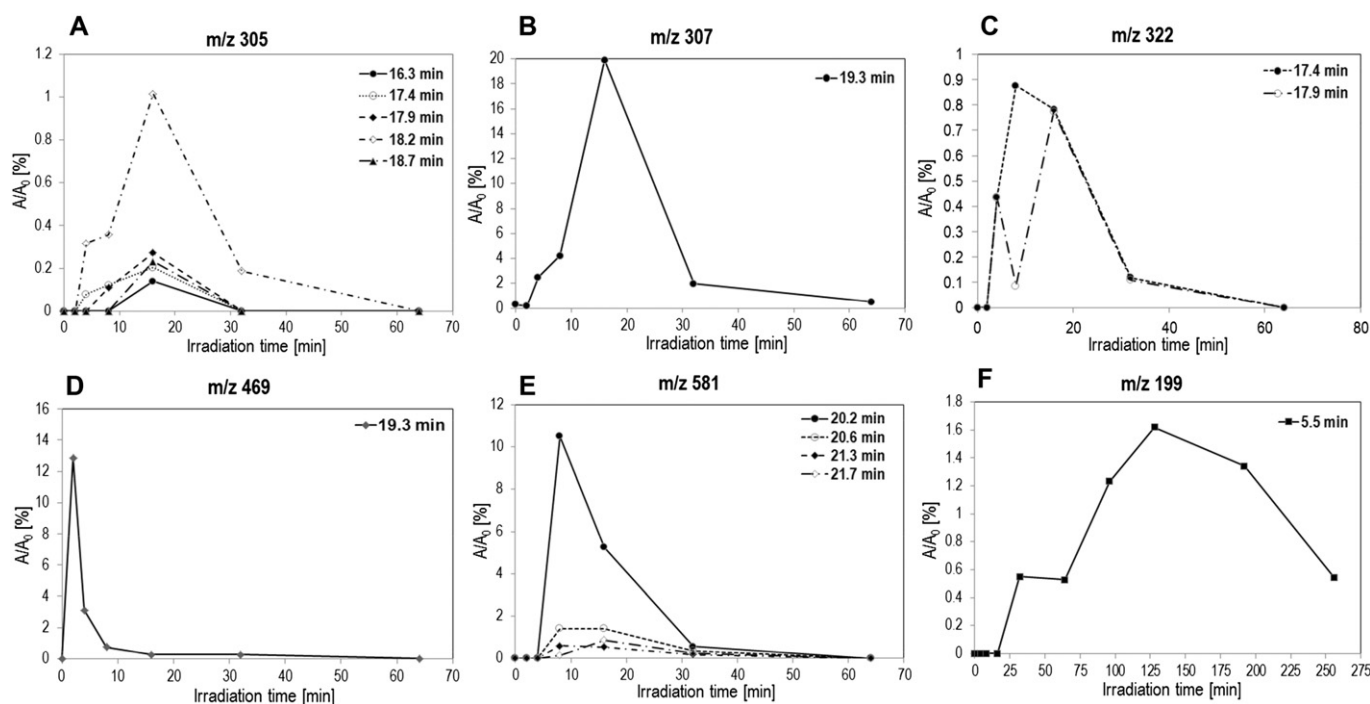 A
m/z 305
1.2
1
0.8
0.6
0.4
0.2
0
A/A0 [%]
0 10 20 30 40 50 60 70
Irradiation time [min]
16.3 min
17.4 min
17.9 min
18.2 min
18.7 min
B
m/z 307
20
18
16
14
12
10
8
6
4
2
0
A/A0 [%]
0 10 20 30 40 50 60 70
Irradiation time [min]
19.3 min
C
m/z 322
1
0.9
0.8
0.7
0.6
0.5
0.4
0.3
0.2
0.1
0
A/A0 [%]
0 20 40 60 80
Irradiation time [min]
17.4 min
17.9 min
D
m/z 469
16
14
12
10
8
6
4
2
0
A/A0 [%]
0 10 20 30 40 50 60 70
Irradiation time [min]
19.3 min
E
m/z 581
12
10
8
6
4
2
0
A/A0 [%]
0 10 20 30 40 50 60 70
Irradiation time [min]
20.2 min
20.6 min
21.3 min
21.7 min
F
m/z 199
1.8
1.6
1.4
1.2
1
0.8
0.6
0.4
0.2
0
A/A0 [%]
0 25 50 75 100 125 150 175 200 225 250 275
Irradiation time [min]
5.5 min